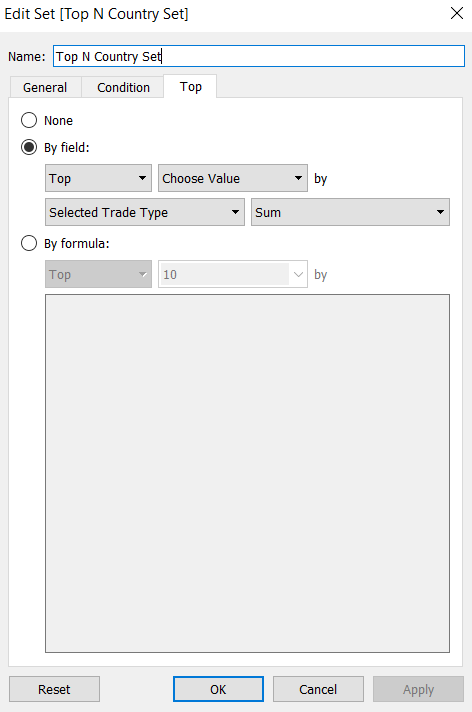 Edit Set [Top N Country Set]
Name: Top N Country Set
General Condition Top
None
By field:
Top Choose Value by
Selected Trade Type Sum
By formula:
Top 10 by
Reset OK Cancel Apply